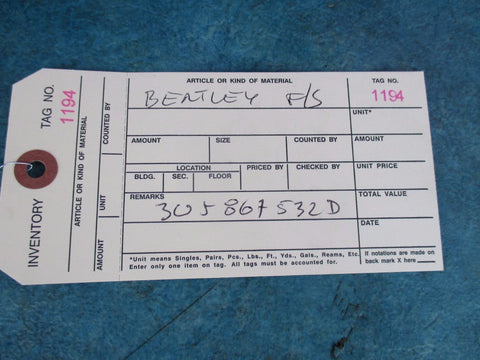 TAG NO.
1194
ARTICLE OR KIND OF MATERIAL
COUNTED BY
INVENTORY
UNIT
AMOUNT
ARTICLE OR KIND OF MATERIAL
TAG NO.
BENTLEY F/S
1194
UNIT*
AMOUNT
SIZE
COUNTED BY
AMOUNT
LOCATION
PRICED BY
CHECKED BY
UNIT PRICE
BLDG.
SEC.
FLOOR
REMARKS
TOTAL VALUE
305 867 532D
DATE
*Unit means Singles, Pairs, Pcs., Lbs., Ft., Yds., Gals., Reams, Etc.
Enter only one item on tag. All tags must be accounted for.
If notations are made on
back mark X here